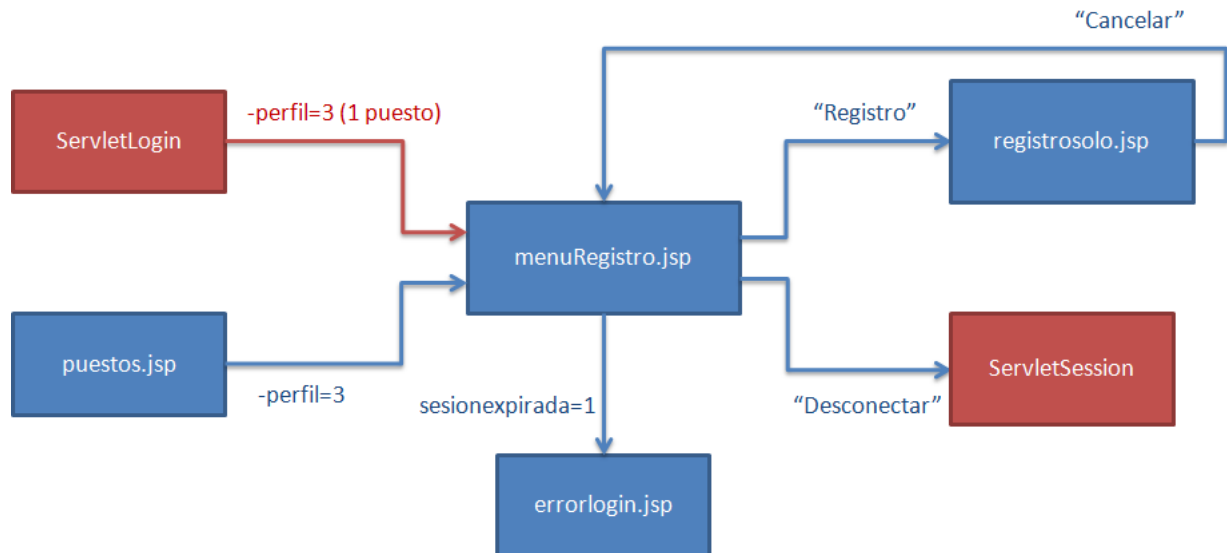 “Cancelar”
-perfil=3 (1 puesto)
“Registro”
ServletLogin
registrosolo.jsp
menuRegistro.jsp
puestos.jsp
ServletSession
-perfil=3
sesionexpirada=1
“Desconectar”
errorlogin.jsp